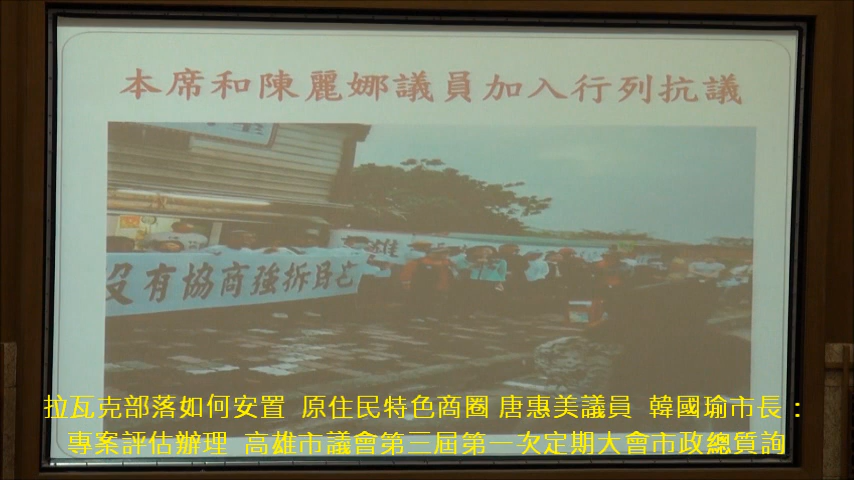 本席和陳麗娜議員加入行列抗議
雄
沒有協商強拆自宅
拉瓦克部落如何安置 原住民特色商圈 唐惠美議員 韓國瑜市長：
專案評估辦理 高雄市議會第三屆第一次定期大會市政總質詢